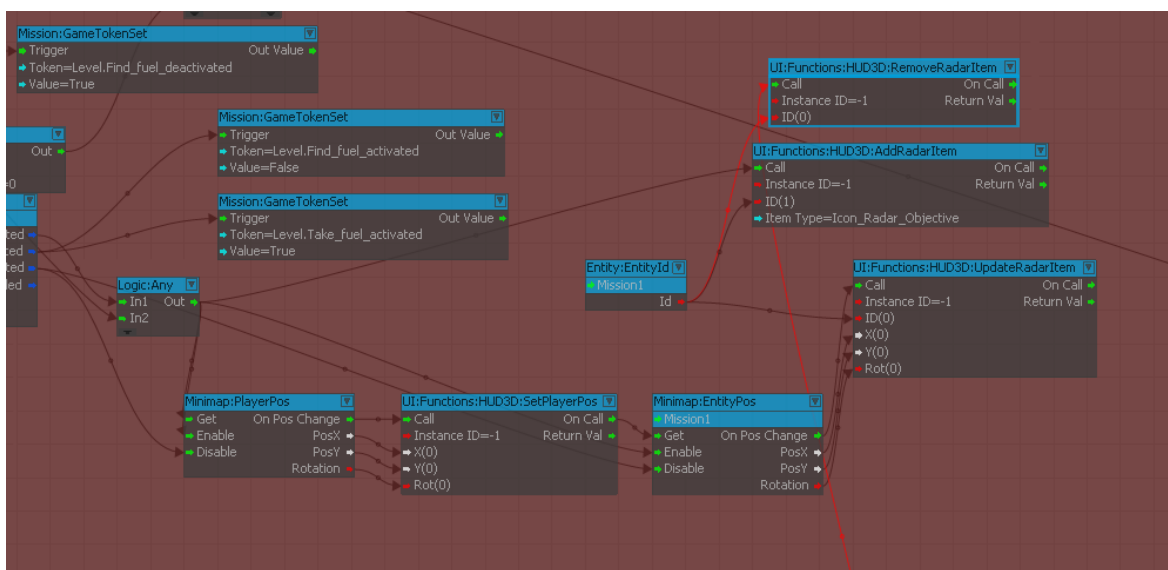 Mission:GameTokenSet
Trigger Out Value
Token=Level.Find_fuel_deactivated
Value=True
Out
=0
ted
ted
ted
led
Mission:GameTokenSet
Trigger Out Value
Token=Level.Find_fuel_activated
Value=False
Mission:GameTokenSet
Trigger Out Value
Token=Level.Take_fuel_activated
Value=True
Logic:Any
In1 Out
In2
UI:Functions:HUD3D:RemoveRadarItem
Call On Call
Instance ID=-1 Return Val
ID(0)
UI:Functions:HUD3D:AddRadarItem
Call On Call
Instance ID=-1 Return Val
ID(1)
Item Type=Icon_Radar_Objective
Entity:EntityId
Mission1
Id
UI:Functions:HUD3D:UpdateRadarItem
Call On Call
Instance ID=-1 Return Val
ID(0)
X(0)
Y(0)
Rot(0)
Minimap:PlayerPos
Get On Pos Change
Enable PosX
Disable PosY
Rotation
UI:Functions:HUD3D:SetPlayerPos
Call On Call
Instance ID=-1 Return Val
X(0)
Y(0)
Rot(0)
Minimap:EntityPos
Mission1
Get On Pos Change
Enable PosX
Disable PosY
Rotation